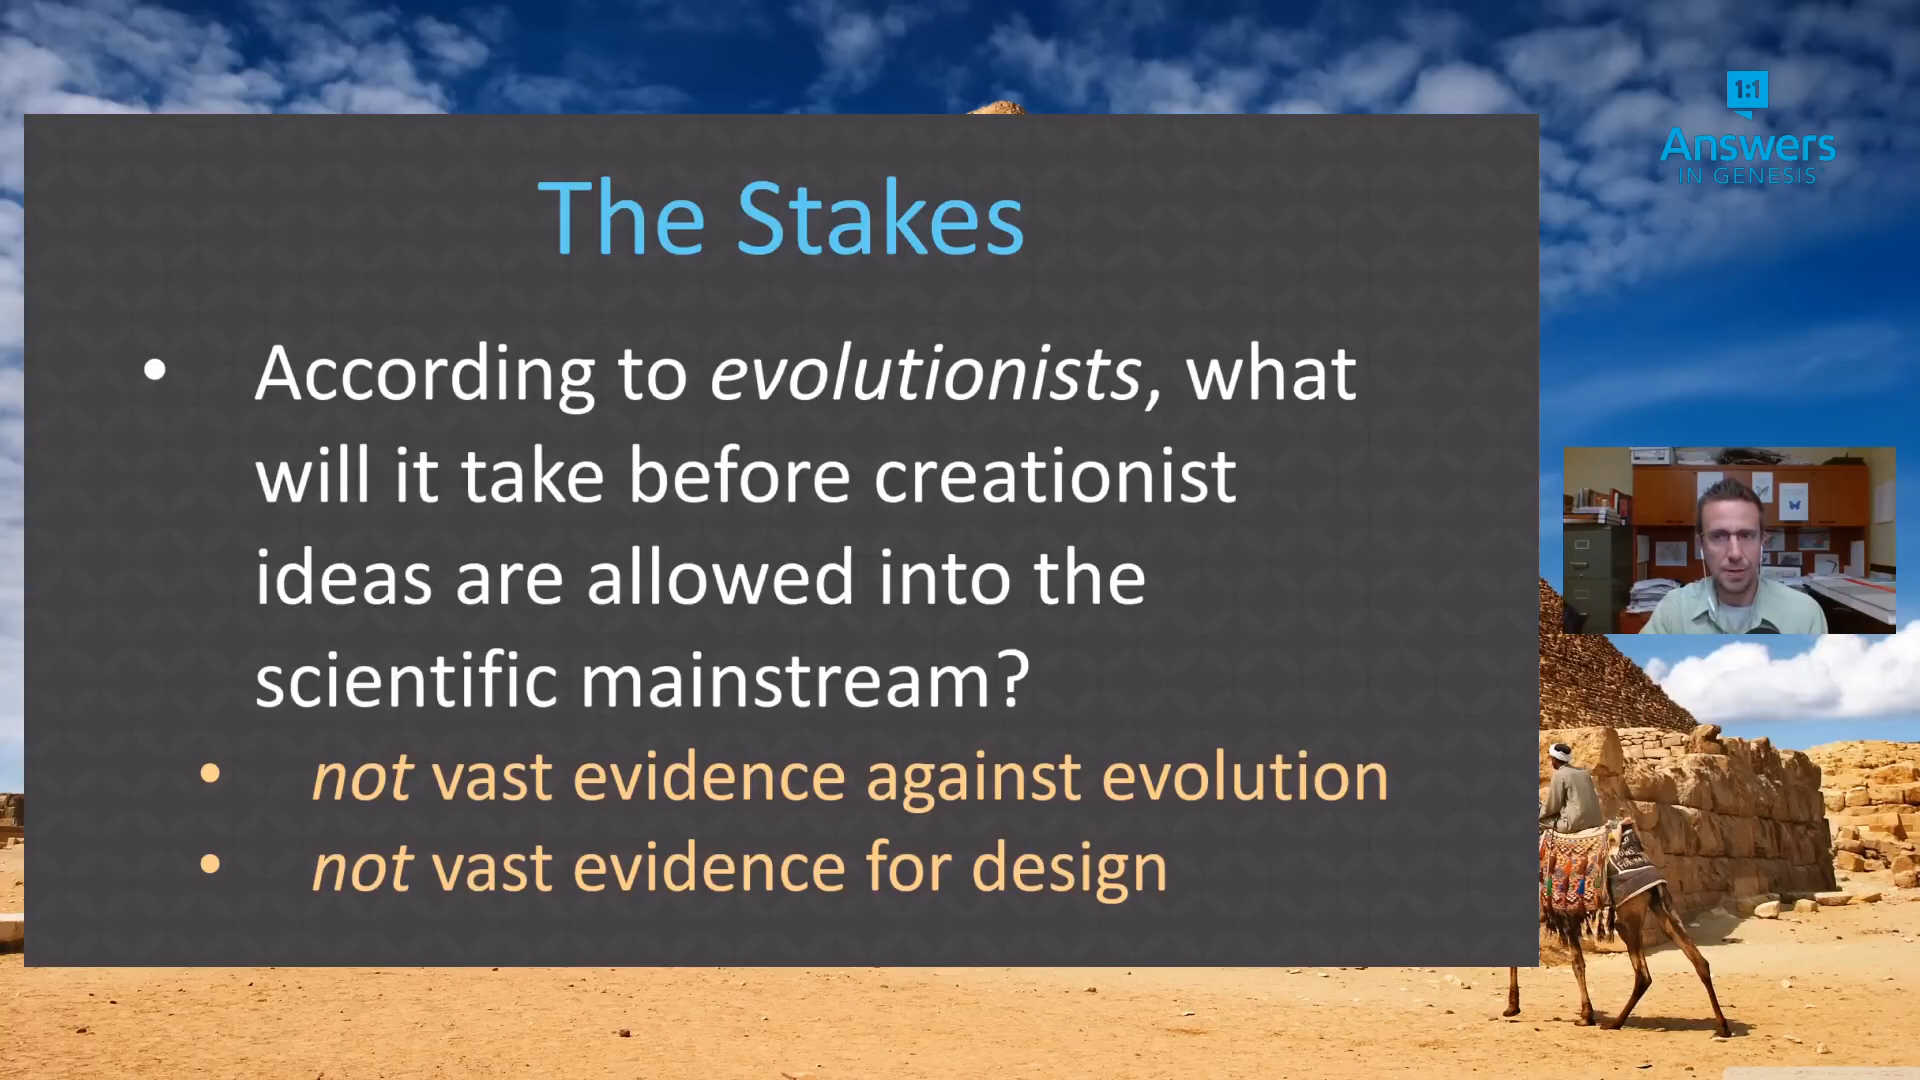 1:1
Answers
IN GENESIS
The Stakes
• According to evolutionists, what
will it take before creationist
ideas are allowed into the
scientific mainstream?
• not vast evidence against evolution
• not vast evidence for design